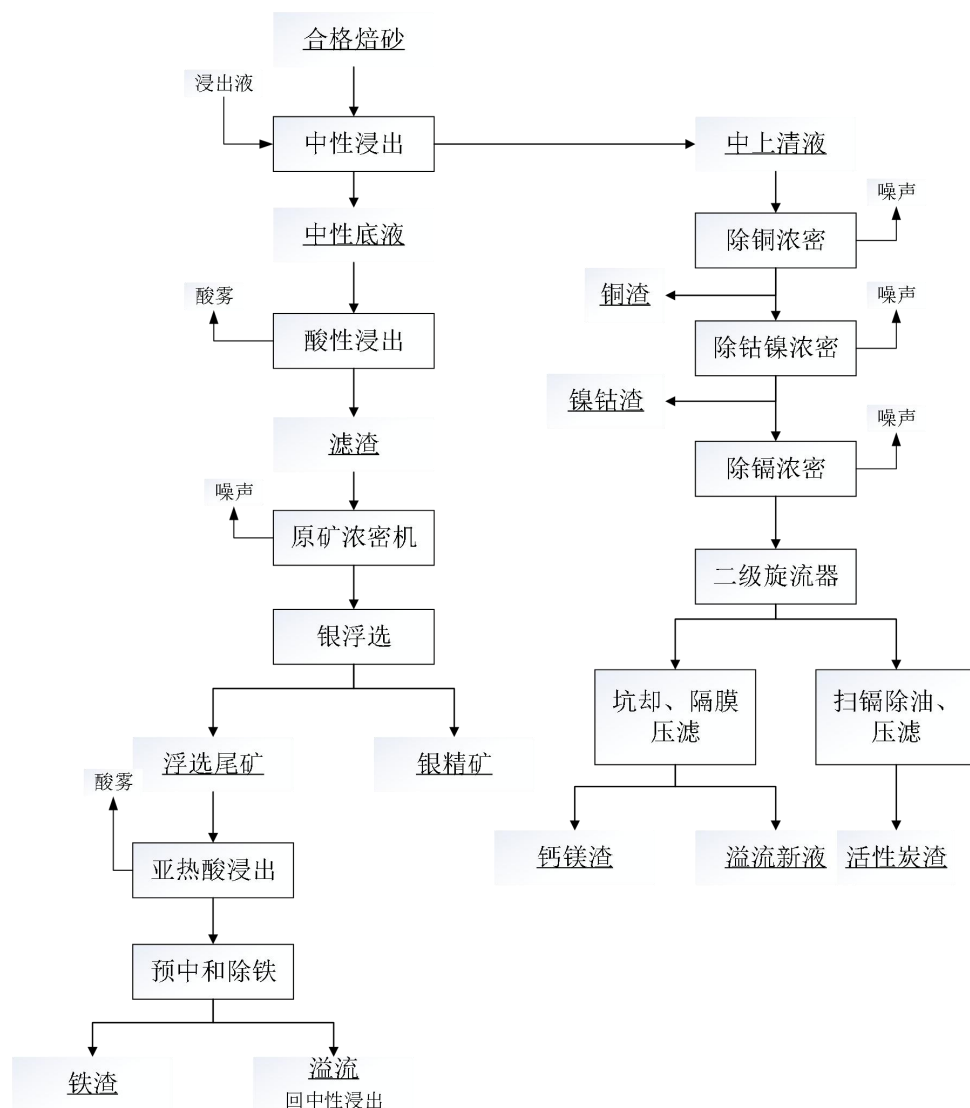 合格焙砂
浸出液
中性浸出
中上清液
噪声
中性底液
除铜浓密
酸雾
铜渣
噪声
酸性浸出
除钴镍浓密
镍钴渣
滤渣
噪声
除镉浓密
噪声
原矿浓密机
二级旋流器
银浮选
坑却、隔膜
压滤
扫镉除油、
压滤
浮选尾矿
银精矿
酸雾
亚热酸浸出
钙镁渣
溢流新液
活性炭渣
预中和除铁
铁渣
溢流
回中性浸出